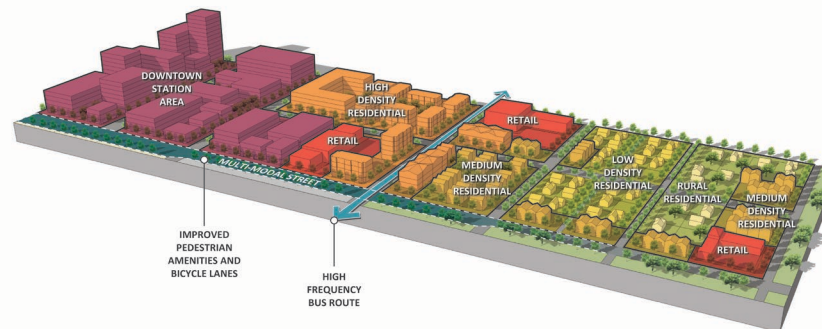 DOWNTOWN
STATION
AREA
HIGH
DENSITY
RESIDENTIAL
RETAIL
RETAIL
MULTI-MODAL STREET
MEDIUM
DENSITY
RESIDENTIAL
LOW
DENSITY
RESIDENTIAL
RURAL
RESIDENTIAL
MEDIUM
DENSITY
RESIDENTIAL
RETAIL
IMPROVED
PEDESTRIAN
AMENITIES AND
BICYCLE LANES
HIGH
FREQUENCY
BUS ROUTE